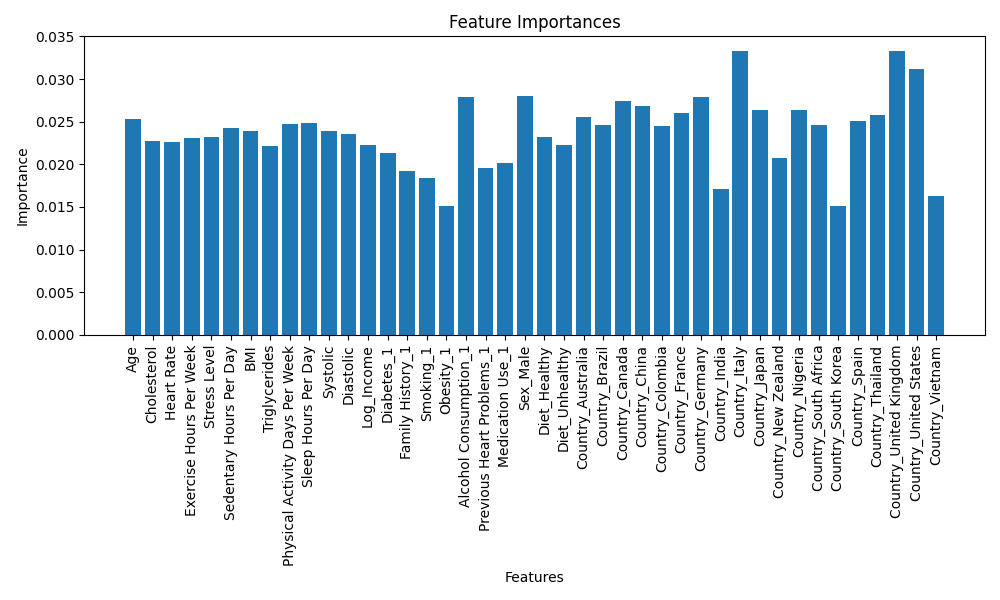 Feature Importances
0.035
0.030
0.025
0.020
0.015
0.010
0.005
0.000
Importance
Age
Cholesterol
Heart Rate
Exercise Hours Per Week
Stress Level
Sedentary Hours Per Day
BMI
Triglycerides
Physical Activity Days Per Week
Sleep Hours Per Day
Systolic
Diastolic
Log_Income
Diabetes_1
Family History_1
Smoking_1
Obesity_1
Alcohol Consumption_1
Previous Heart Problems_1
Medication Use_1
Sex_Male
Diet_Healthy
Diet_Unhealthy
Country_Australia
Country_Brazil
Country_Canada
Country_China
Country_Colombia
Country_France
Country_Germany
Country_India
Country_Italy
Country_Japan
Country_New Zealand
Country_Nigeria
Country_South Africa
Country_South Korea
Country_Spain
Country_Thailand
Country_United Kingdom
Country_United States
Country_Vietnam
Features